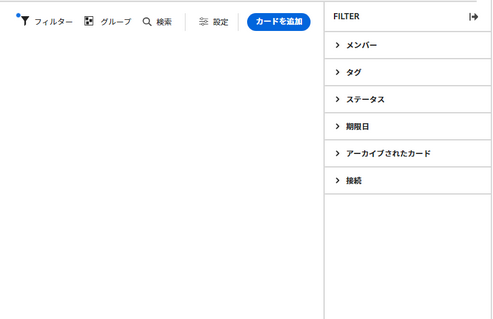 フィルター グループ 検索 設定 カードを追加
FILTER
メンバー
タグ
ステータス
期限日
アーカイブされたカード
接続